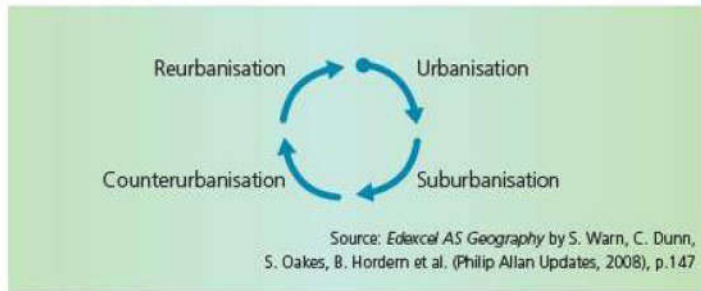 Reurbanisation
Urbanisation
Counterurbanisation
Suburbanisation
Source: Edexcel AS Geography by S. Warn, C. Dunn,
S. Oakes, B. Hordern et al. (Philip Allan Updates, 2008), p.147